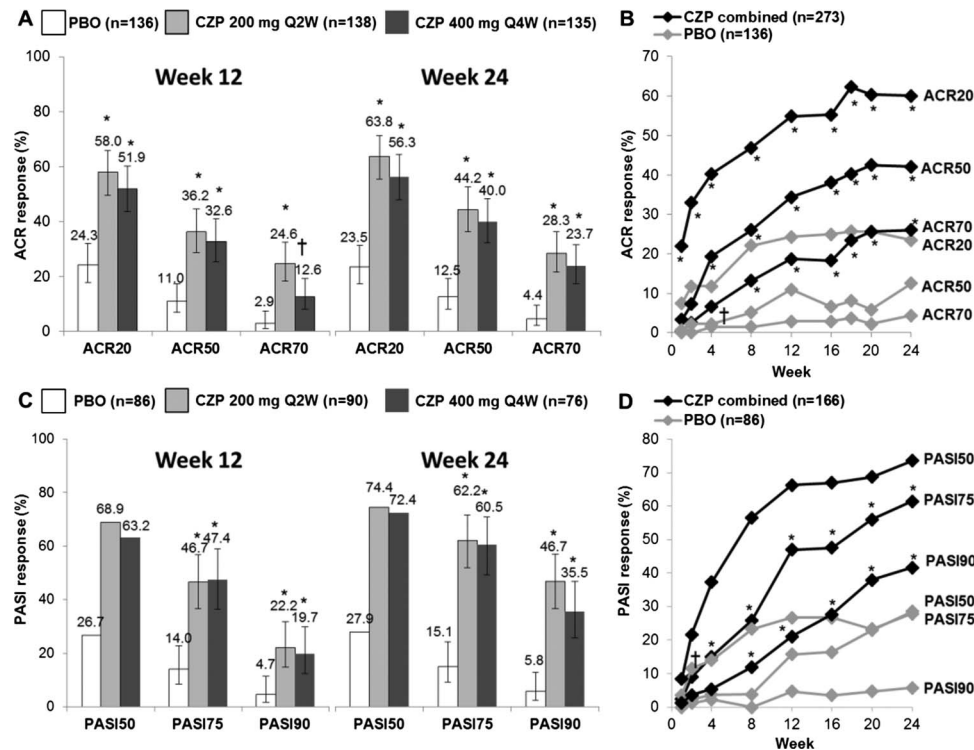 A
PBO (n=136) CZP 200 mg Q2W (n=138) CZP 400 mg Q4W (n=135)
ACR response (%)
100
80
60
40
20
0
Week 12
24.3
*
58.0
*
51.9
11.0
*
36.2
*
32.6
2.9
*
24.6
†
12.6
ACR20 ACR50 ACR70
Week 24
23.5
*
63.8
*
56.3
12.5
*
44.2
*
40.0
4.4
*
28.3
*
23.7
ACR20 ACR50 ACR70
B
CZP combined (n=273)
PBO (n=136)
ACR response (%)
70
60
50
40
30
20
10
0
* * * * * * * *
* * * * * * *
† * * * * * *
ACR20
ACR50
ACR70
ACR20
ACR50
ACR70
0 4 8 12 16 20 24
Week
C
PBO (n=86) CZP 200 mg Q2W (n=90) CZP 400 mg Q4W (n=76)
PASI response (%)
100
80
60
40
20
0
Week 12
26.7
68.9
63.2
14.0
*
46.7
*
47.4
4.7
*
22.2
*
19.7
PASI50 PASI75 PASI90
Week 24
27.9
74.4
72.4
15.1
*
62.2
*
60.5
5.8
*
46.7
*
35.5
PASI50 PASI75 PASI90
D
CZP combined (n=166)
PBO (n=86)
PASI response (%)
80
70
60
50
40
30
20
10
0
† * * * * * *
* * * * *
PASI50
PASI75
PASI90
PASI50
PASI75
PASI90
0 4 8 12 16 20 24
Week